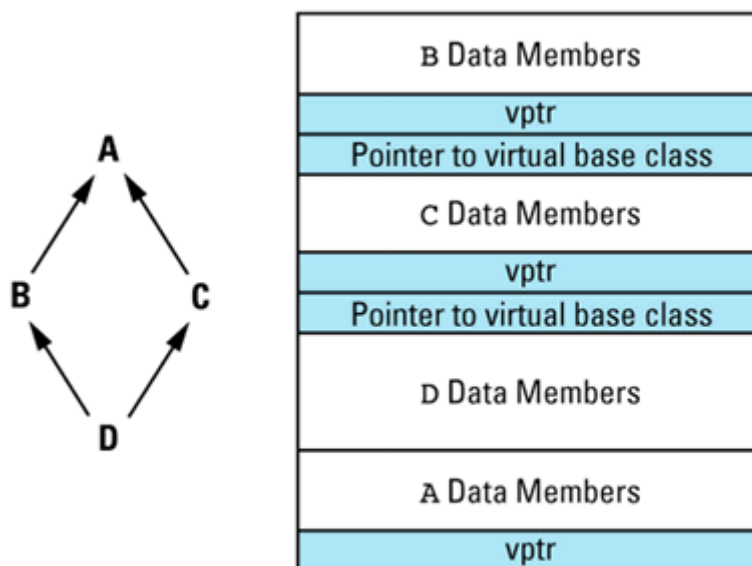 A
B
C
D
B Data Members
vptr
Pointer to virtual base class
C Data Members
vptr
Pointer to virtual base class
D Data Members
A Data Members
vptr